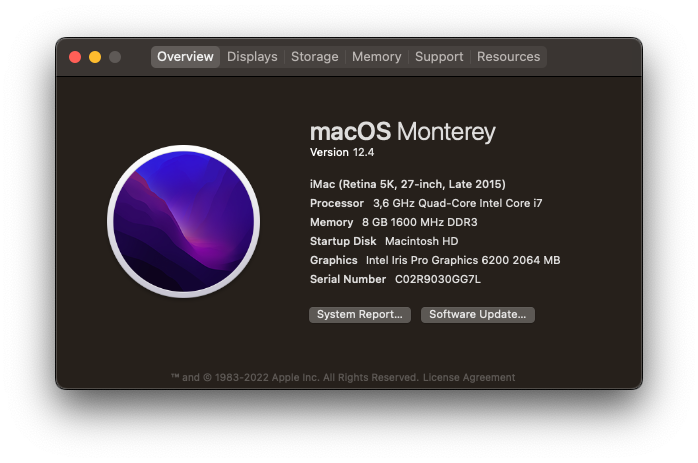 Overview Displays Storage Memory Support Resources
macOS Monterey
Version 12.4
iMac (Retina 5K, 27-inch, Late 2015)
Processor 3,6 GHz Quad-Core Intel Core i7
Memory 8 GB 1600 MHz DDR3
Startup Disk Macintosh HD
Graphics Intel Iris Pro Graphics 6200 2064 MB
Serial Number C02R9030GG7L
System Report... Software Update...
™ and © 1983-2022 Apple Inc. All Rights Reserved. License Agreement